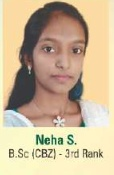 Neha S.
B.Sc (CBZ) - 3rd Rank